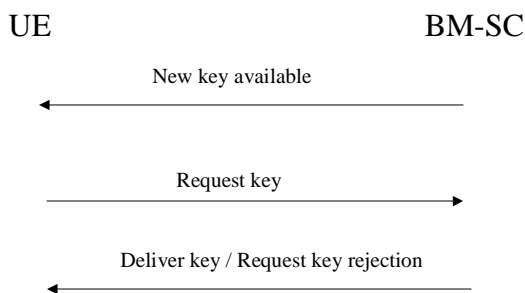 UE BM-SC
New key available
Request key
Deliver key / Request key rejection